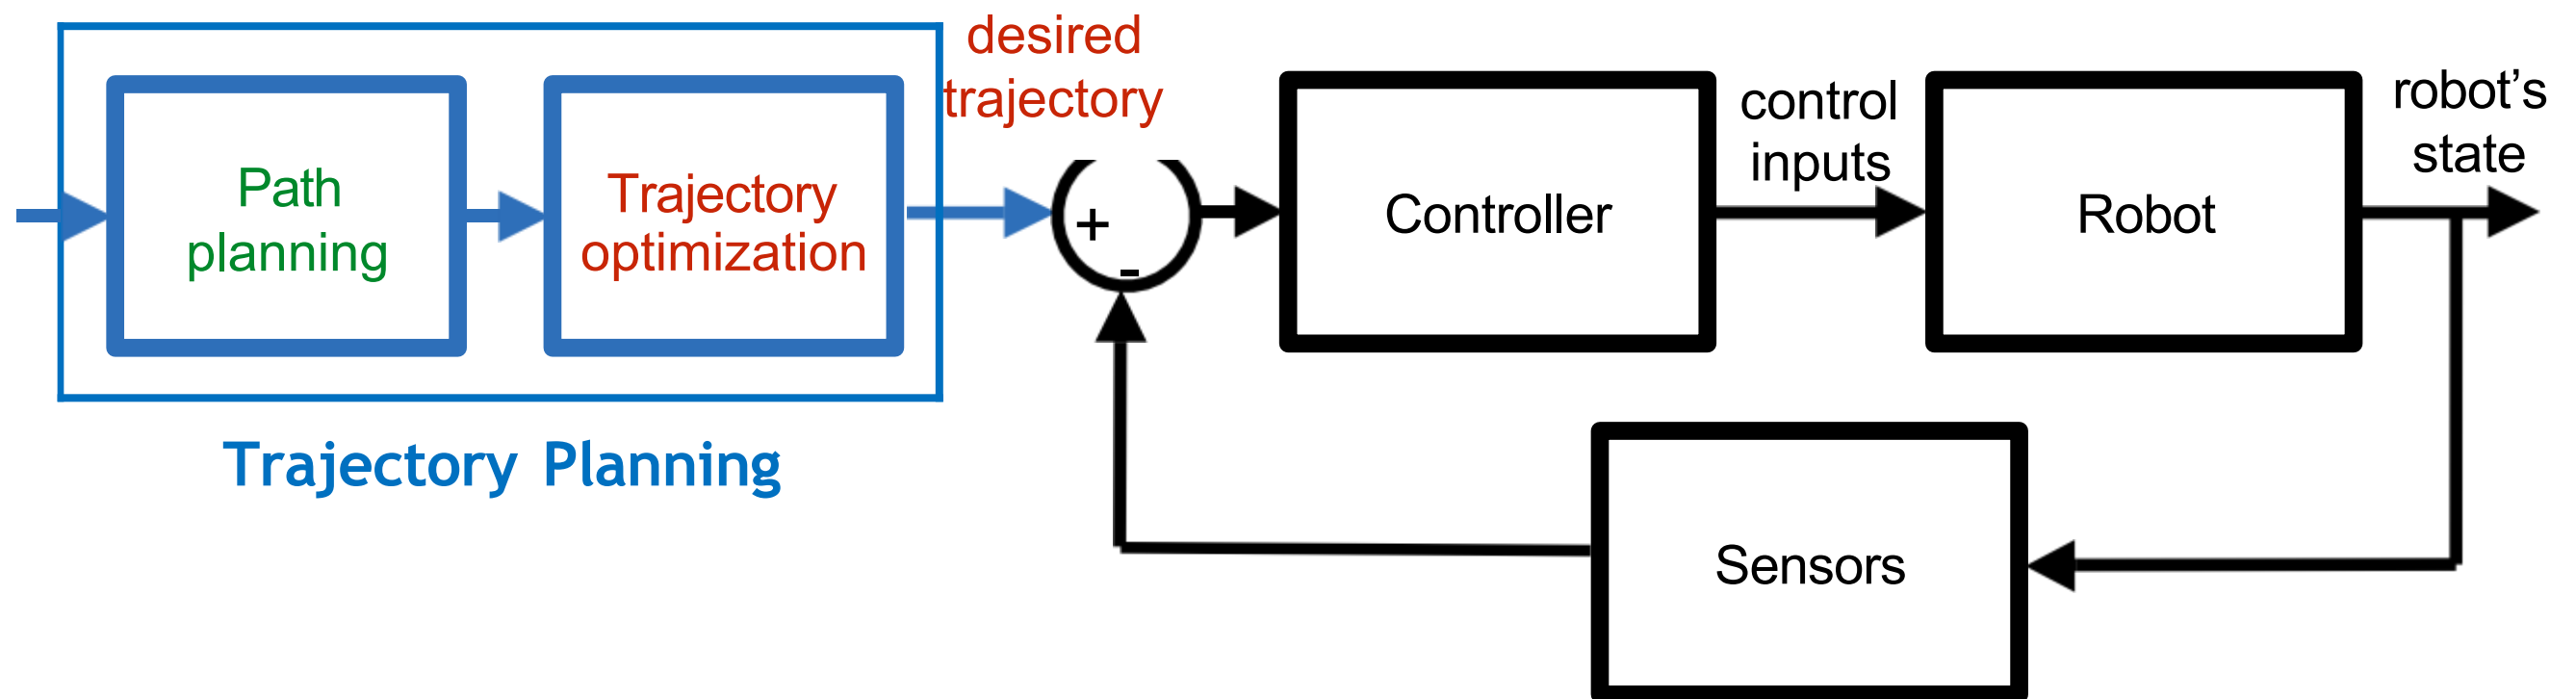 desired
trajectory
Path
planning
Trajectory
optimization
+
-
Controller
control
inputs
Robot
robot’s
state
Trajectory Planning
Sensors